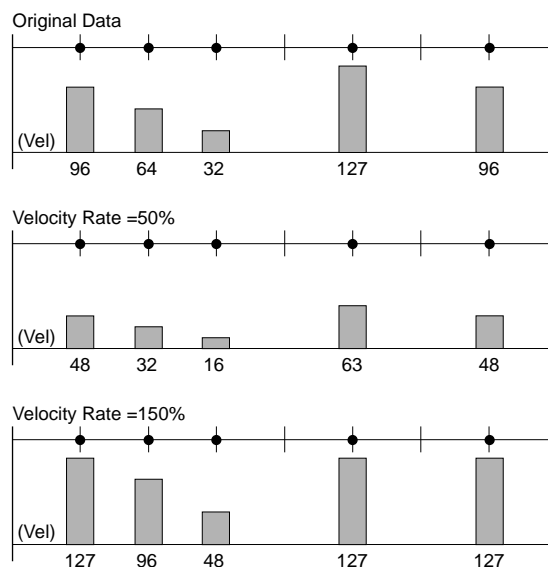 Original Data
(Vel)
96 64 32 127 96
Velocity Rate =50%
(Vel)
48 32 16 63 48
Velocity Rate =150%
(Vel)
127 96 48 127 127